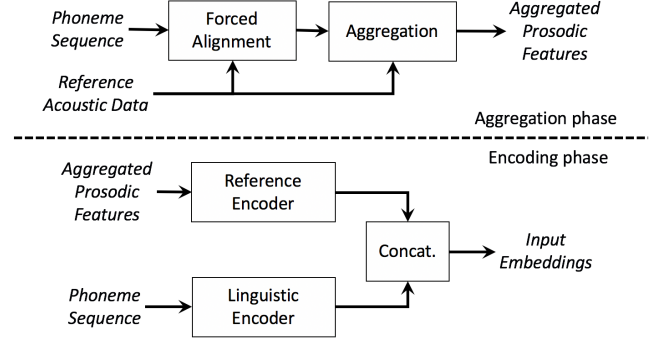 Phoneme
Sequence
Forced
Alignment
Aggregation
Aggregated
Prosodic
Features
Reference
Acoustic Data
Aggregation phase
Encoding phase
Aggregated
Prosodic
Features
Reference
Encoder
Concat.
Input
Embeddings
Phoneme
Sequence
Linguistic
Encoder